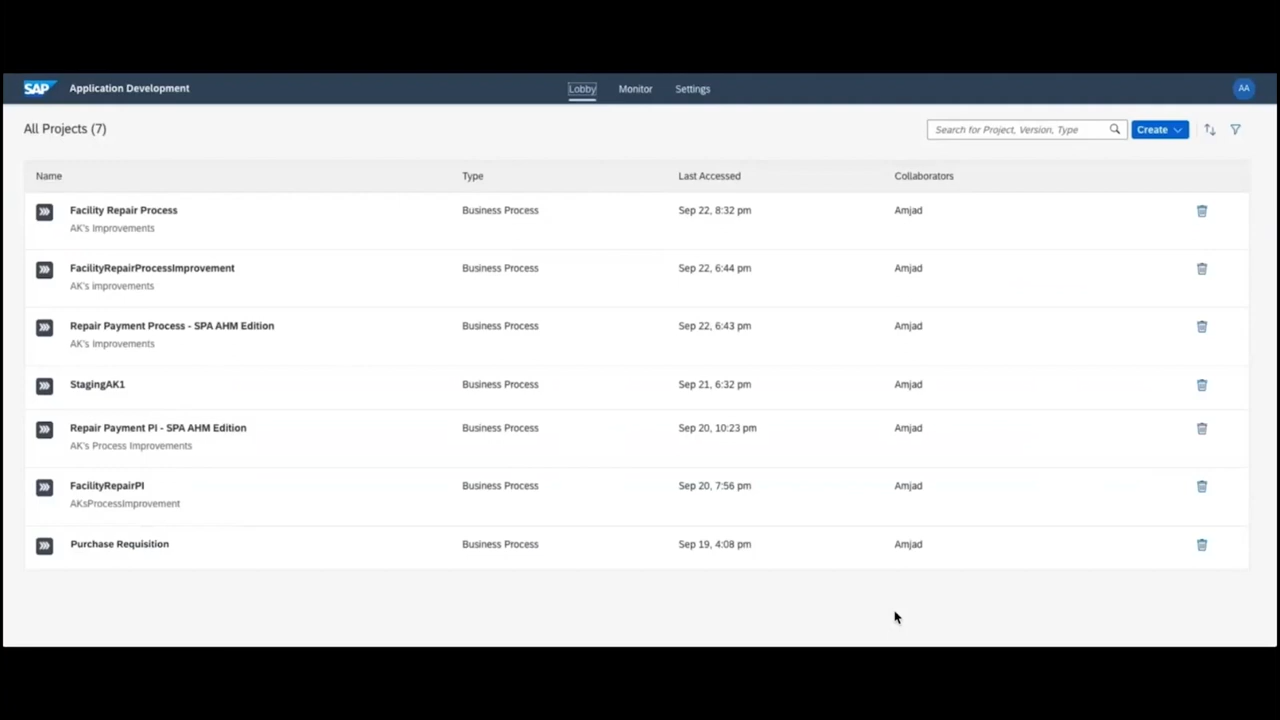 SAP Application Development Lobby Monitor Settings AA
All Projects (7) Search for Project, Version, Type Create
Name Type Last Accessed Collaborators
Facility Repair Process Business Process Sep 22, 8:32 pm Amjad
AK's Improvements
FacilityRepairProcessImprovement Business Process Sep 22, 6:44 pm Amjad
AK's improvements
Repair Payment Process - SPA AHM Edition Business Process Sep 22, 6:43 pm Amjad
AK's Improvements
StagingAK1 Business Process Sep 21, 6:32 pm Amjad
Repair Payment PI - SPA AHM Edition Business Process Sep 20, 10:23 pm Amjad
AK's Process Improvements
FacilityRepairPI Business Process Sep 20, 7:56 pm Amjad
AKsProcessImprovement
Purchase Requisition Business Process Sep 19, 4:08 pm Amjad